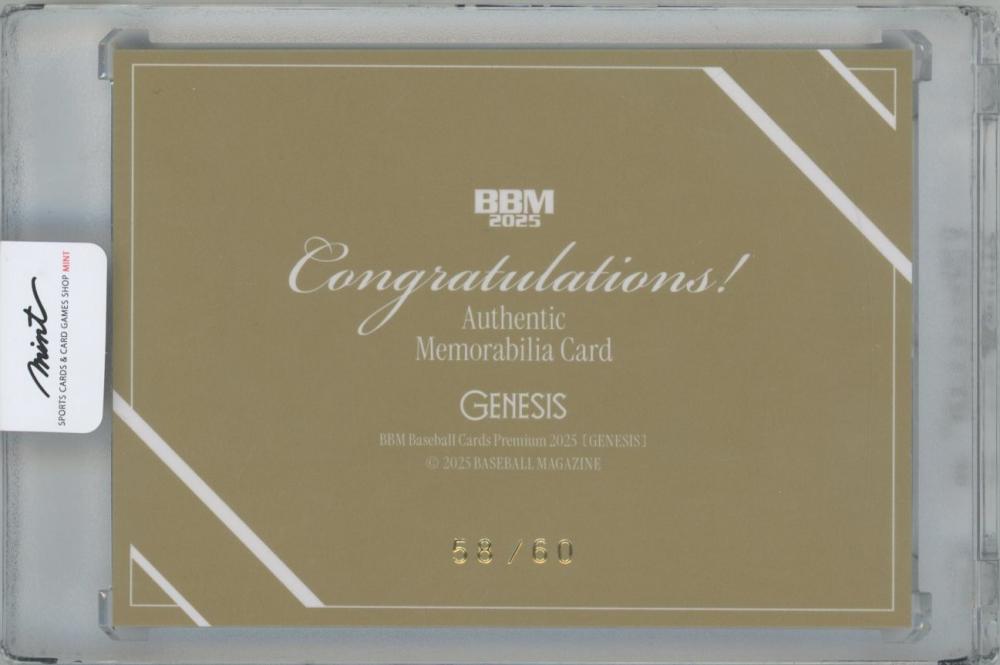 BBM
2025
Congratulations!
Authentic
Memorabilia Card
GENESIS
BBM Baseball Cards Premium 2025 [GENESIS]
© 2025 BASEBALL MAGAZINE
58/60
mint
SPORTS CARDS & CARD GAMES SHOP MINT